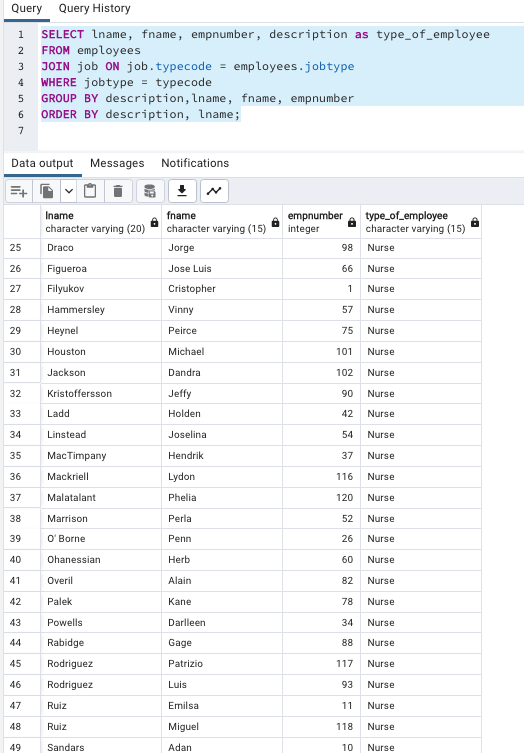 Query Query History
1 SELECT lname, fname, empnumber, description as type_of_employee
2 FROM employees
3 JOIN job ON job.typecode = employees.jobtype
4 WHERE jobtype = typecode
5 GROUP BY description,lname, fname, empnumber
6 ORDER BY description, lname;
7
Data output Messages Notifications
lname fname empnumber type_of_employee
character varying (20) character varying (15) integer character varying (15)
25 Draco Jorge 98 Nurse
26 Figueroa Jose Luis 66 Nurse
27 Filyukov Cristopher 1 Nurse
28 Hammersley Vinny 57 Nurse
29 Heynel Peirce 75 Nurse
30 Houston Michael 101 Nurse
31 Jackson Dandra 102 Nurse
32 Kristoffersson Jeffy 90 Nurse
33 Ladd Holden 42 Nurse
34 Linstead Joselina 54 Nurse
35 MacTimpany Hendrik 37 Nurse
36 Mackriell Lydon 116 Nurse
37 Malatalant Phelia 120 Nurse
38 Marrison Perla 52 Nurse
39 O' Borne Penn 26 Nurse
40 Ohanessian Herb 60 Nurse
41 Overil Alain 82 Nurse
42 Palek Kane 78 Nurse
43 Powells Darlleen 34 Nurse
44 Rabidge Gage 88 Nurse
45 Rodriguez Patrizio 117 Nurse
46 Rodriguez Luis 93 Nurse
47 Ruiz Emilsa 11 Nurse
48 Ruiz Miguel 118 Nurse
49 Sandars Adan 10 Nurse